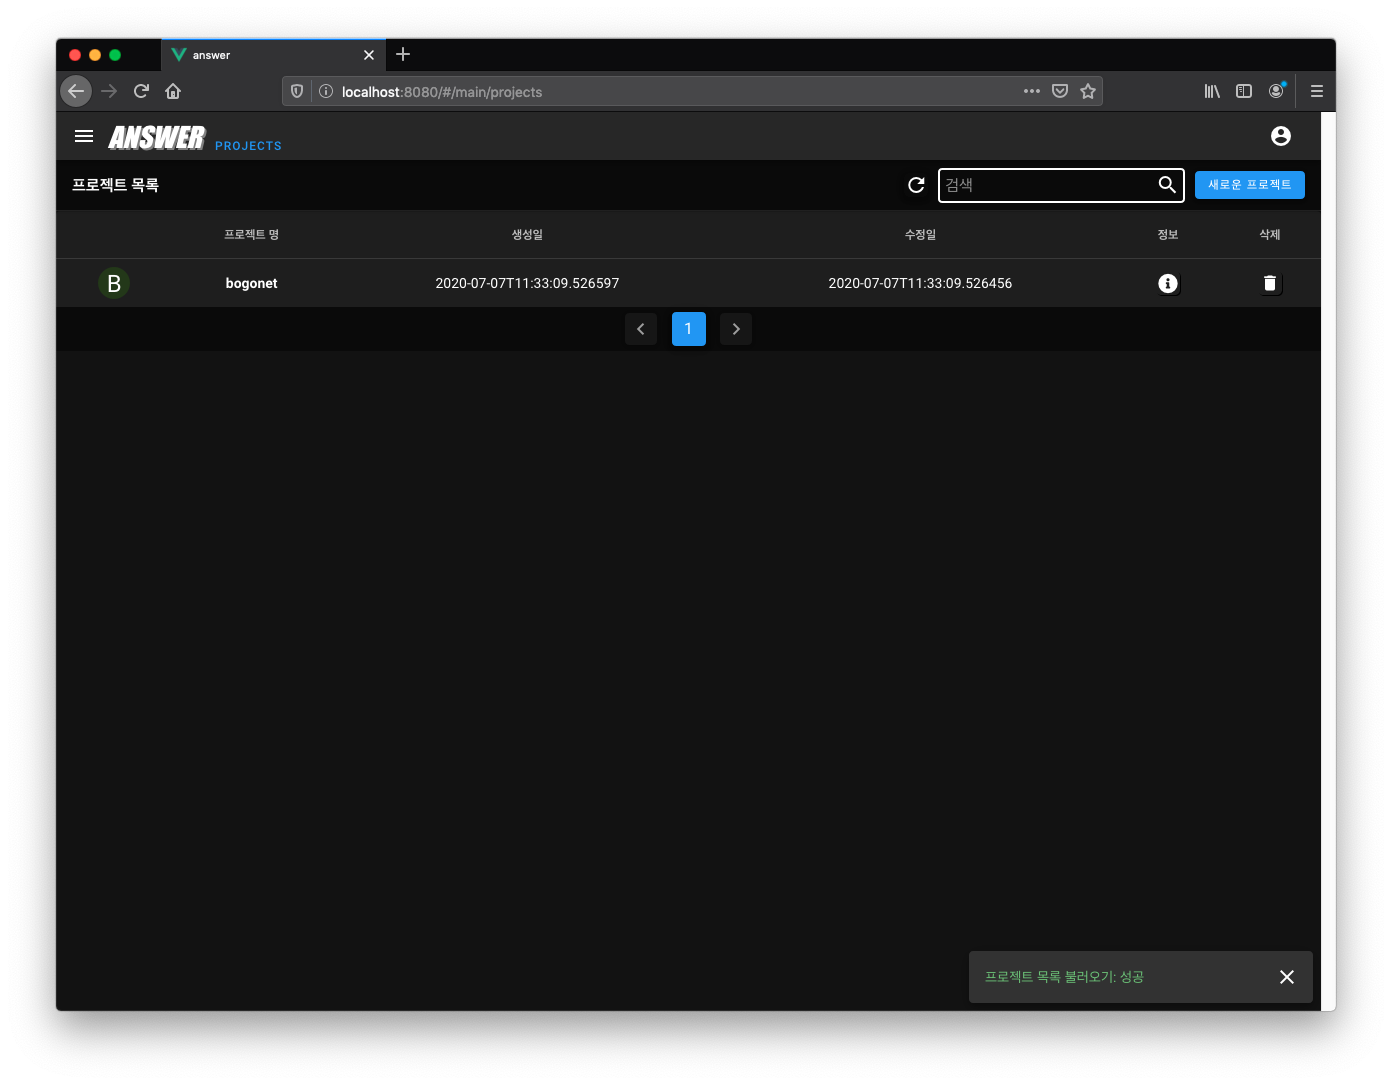 answer
localhost:8080/#/main/projects
ANSWER PROJECTS
프로젝트 목록 검색 새로운 프로젝트
프로젝트 명 생성일 수정일 정보 삭제
B bogonet 2020-07-07T11:33:09.526597 2020-07-07T11:33:09.526456
1
프로젝트 목록 불러오기: 성공